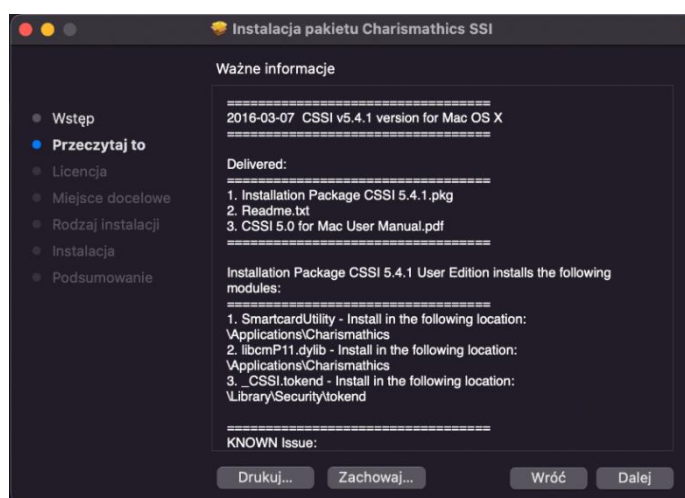 Instalacja pakietu Charismathics SSI
Ważne informacje
Wstęp
Przeczytaj to
Licencja
Miejsce docelowe
Rodzaj instalacji
Instalacja
Podsumowanie
==================================
2016-03-07 CSSI v5.4.1 version for Mac OS X
==================================
Delivered:
==================================
1. Installation Package CSSI 5.4.1.pkg
2. Readme.txt
3. CSSI 5.0 for Mac User Manual.pdf
==================================
Installation Package CSSI 5.4.1 User Edition installs the following
modules:
==================================
1. SmartcardUtility - Install in the following location:
\Applications\Charismathics
2. libcmP11.dylib - Install in the following location:
\Applications\Charismathics
3. _CSSI.tokend - Install in the following location:
\Library\Security\tokend
==================================
KNOWN Issue:
Drukuj...
Zachowaj...
Wróć
Dalej